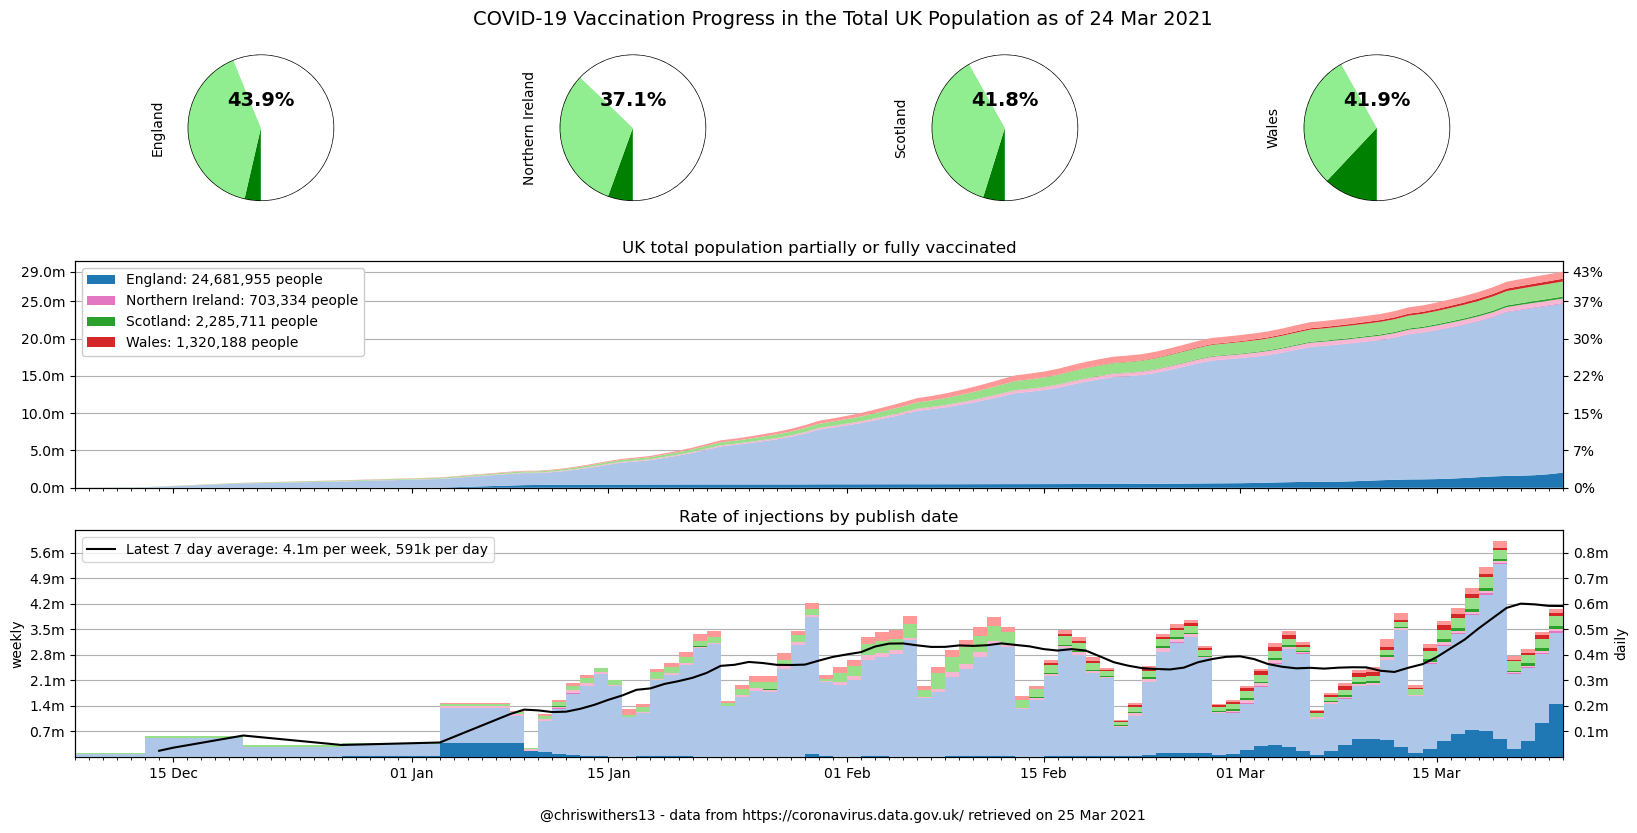 COVID-19 Vaccination Progress in the Total UK Population as of 24 Mar 2021
England
43.9%
Northern Ireland
37.1%
Scotland
41.8%
Wales
41.9%
UK total population partially or fully vaccinated
29.0m
25.0m
20.0m
15.0m
10.0m
5.0m
0.0m
England: 24,681,955 people
Northern Ireland: 703,334 people
Scotland: 2,285,711 people
Wales: 1,320,188 people
43%
37%
30%
22%
15%
7%
0%
Rate of injections by publish date
weekly
5.6m
4.9m
4.2m
3.5m
2.8m
2.1m
1.4m
0.7m
Latest 7 day average: 4.1m per week, 591k per day
0.8m
0.7m
0.6m
0.5m
0.4m
0.3m
0.2m
0.1m
daily
15 Dec 01 Jan 15 Jan 01 Feb 15 Feb 01 Mar 15 Mar
@chriswithers13 - data from https://coronavirus.data.gov.uk/ retrieved on 25 Mar 2021